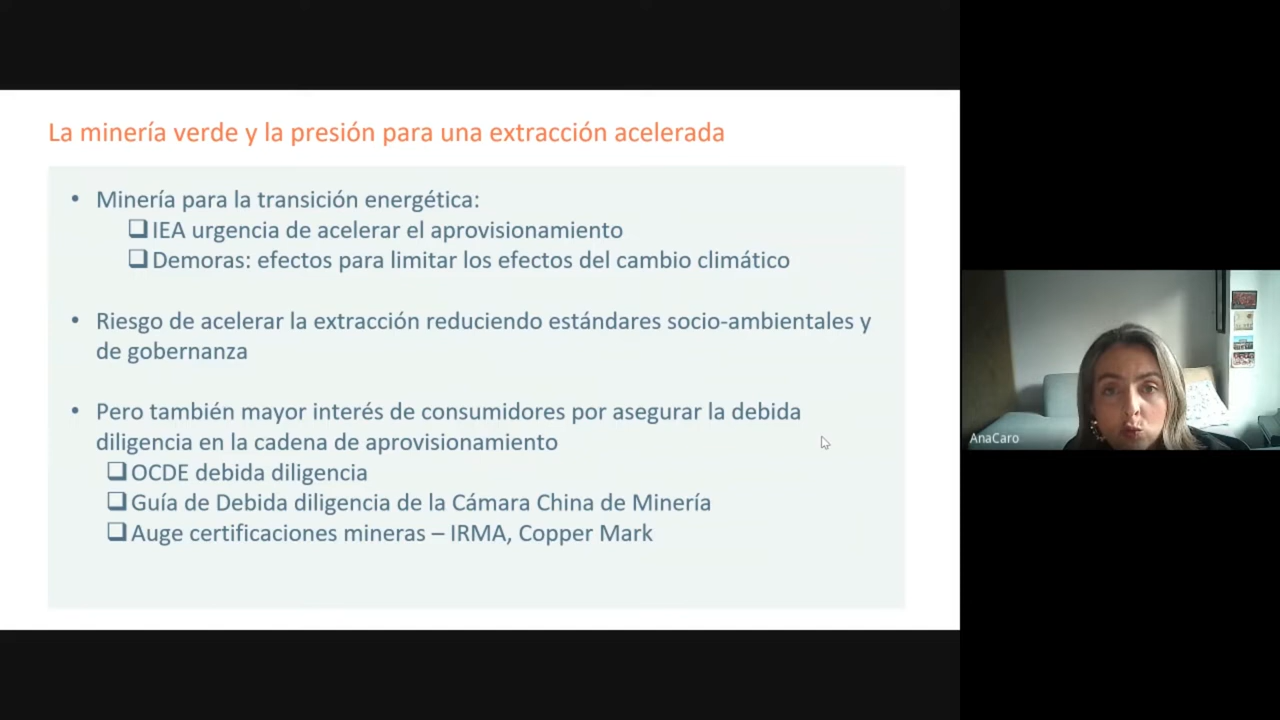 La minería verde y la presión para una extracción acelerada
• Minería para la transición energética:
❑IEA urgencia de acelerar el aprovisionamiento
❑Demoras: efectos para limitar los efectos del cambio climático
• Riesgo de acelerar la extracción reduciendo estándares socio-ambientales y
de gobernanza
• Pero también mayor interés de consumidores por asegurar la debida
diligencia en la cadena de aprovisionamiento
❑OCDE debida diligencia
❑Guía de Debida diligencia de la Cámara China de Minería
❑Auge certificaciones mineras – IRMA, Copper Mark
AnaCaro